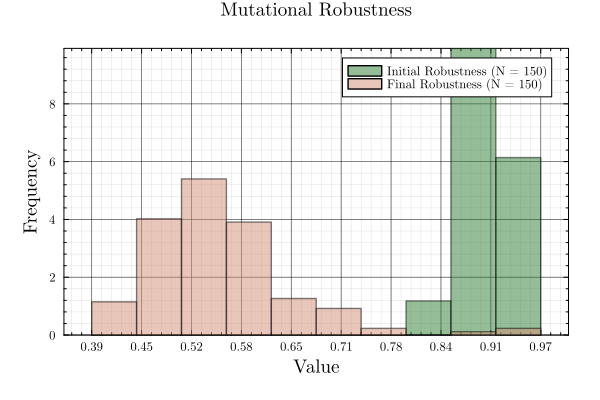 Mutational Robustness
Initial Robustness (N = 150)
Final Robustness (N = 150)
Frequency
8
6
4
2
0
0.39 0.45 0.52 0.58 0.65 0.71 0.78 0.84 0.91 0.97
Value